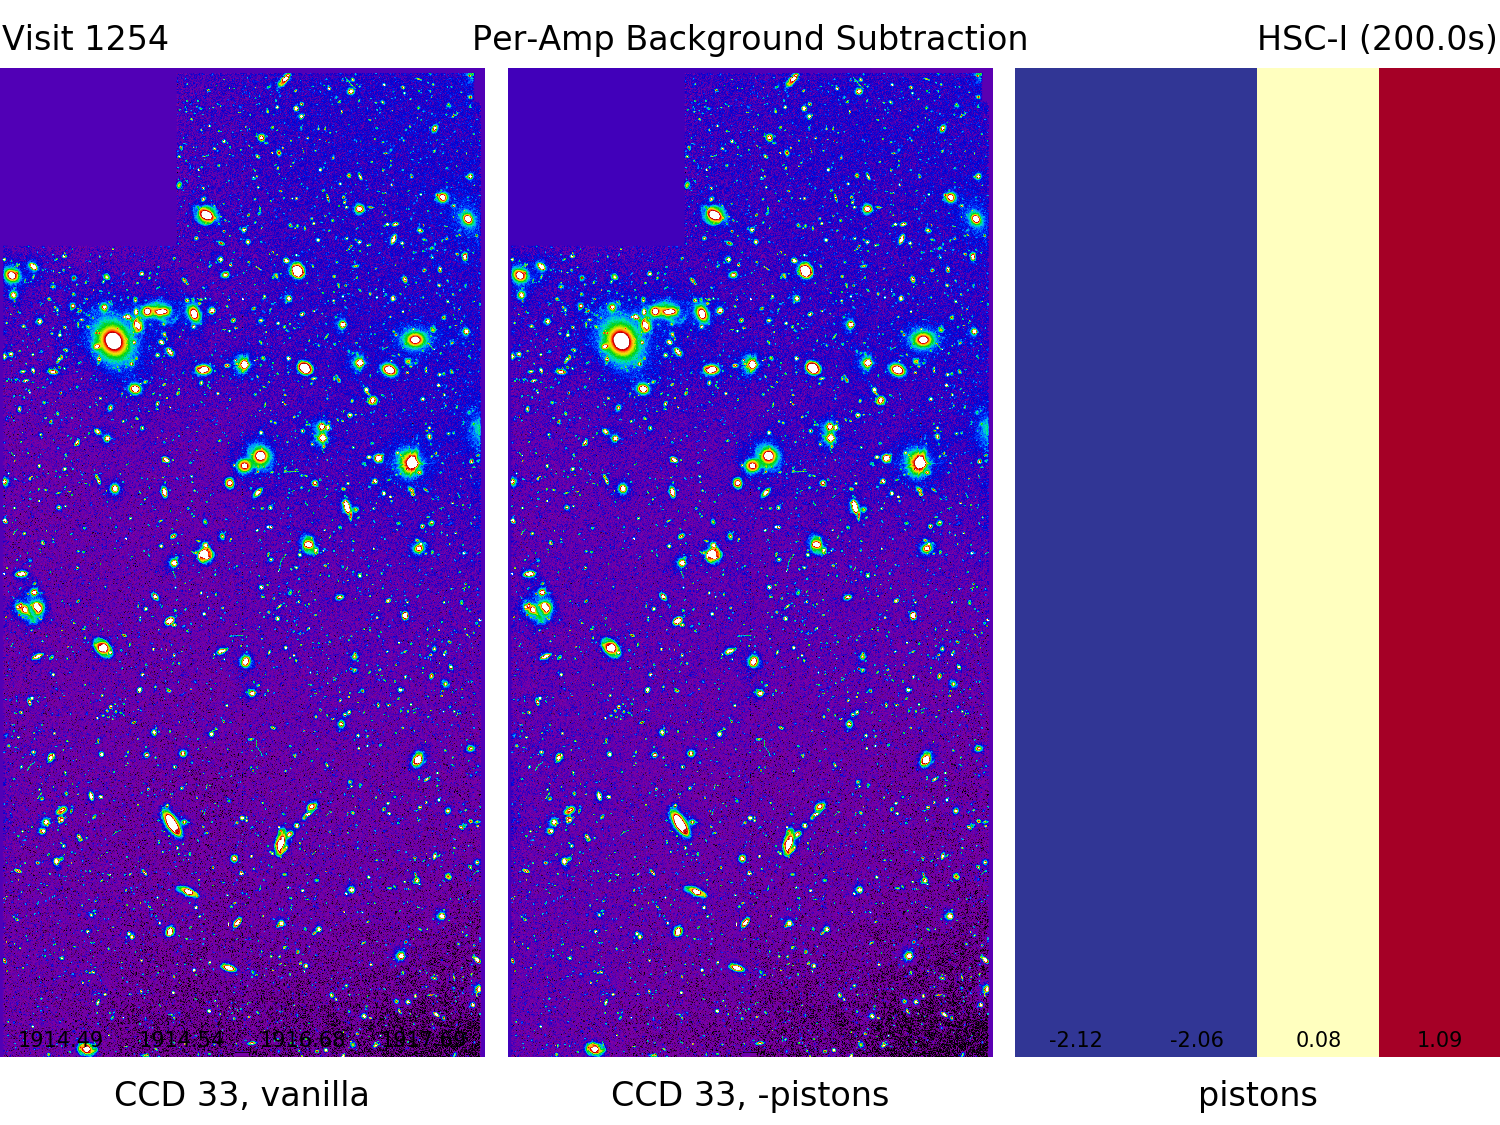 Visit 1254 Per-Amp Background Subtraction HSC-I (200.0s)
1914.49 1914.54 1916.68 -2.12 -2.06 0.08 1.09
CCD 33, vanilla CCD 33, -pistons pistons